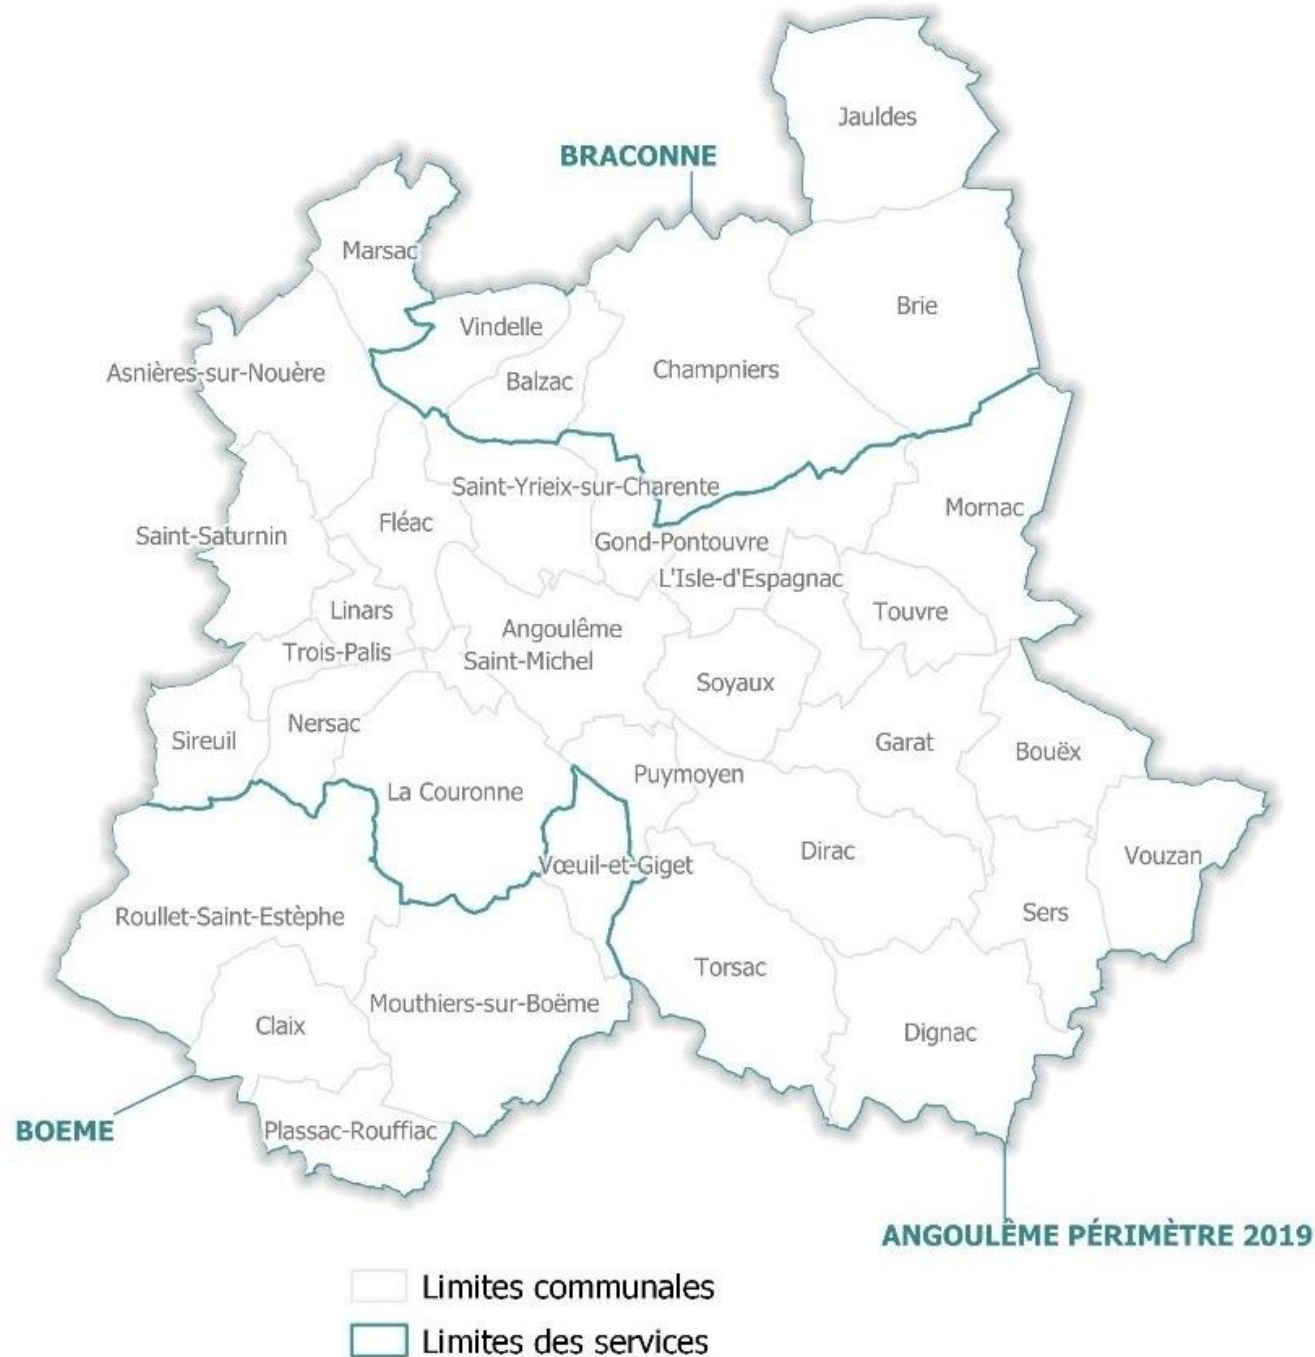 Jauldes
BRACONNE
Marsac
Brie
Vindelle
Champniers
Asnières-sur-Nouère
Balzac
Saint-Yrieix-sur-Charente
Mornac
Fléac
Saint-Saturnin
Gond-Pontouvre
L'Isle-d'Espagnac
Linars
Touvre
Angoulême
Trois-Palis
Saint-Michel
Soyaux
Nersac
Sireuil
Garat
Bouëx
Puymoyen
La Couronne
Dirac
Vouzan
Vœuil-et-Giget
Sers
Roullet-Saint-Estèphe
Torsac
Mouthiers-sur-Boëme
Claix
Dignac
BOEME
Plassac-Rouffiac
ANGOULÊME PÉRIMÈTRE 2019
Limites communales
Limites des services